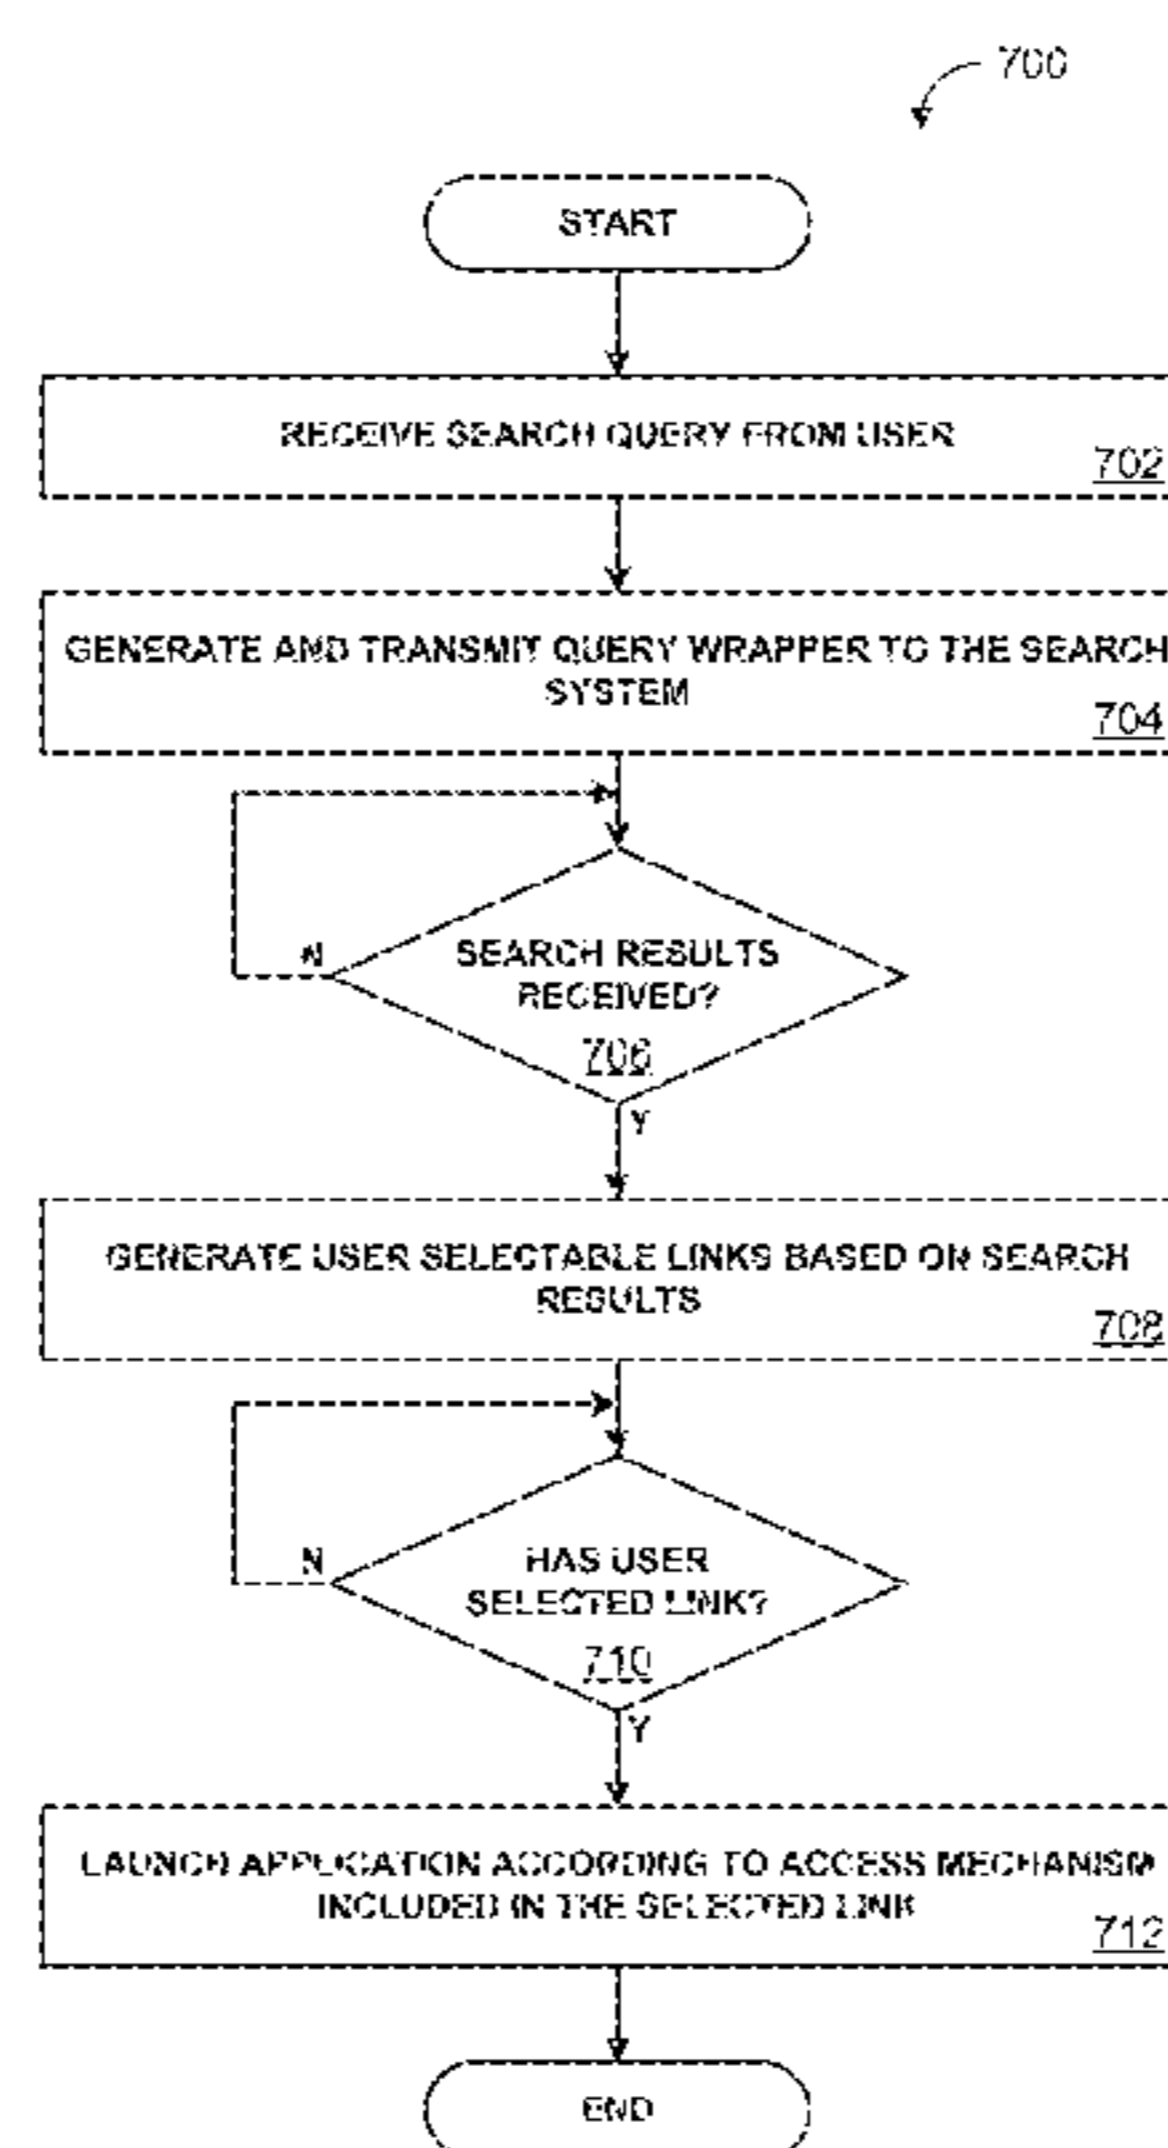 700
START
RECEIVE SEARCH QUERY FROM USER
702
GENERATE AND TRANSMIT QUERY WRAPPER TO THE SEARCH
SYSTEM
704
N
SEARCH RESULTS
RECEIVED?
706
Y
GENERATE USER SELECTABLE LINKS BASED ON SEARCH
RESULTS
708
N
HAS USER
SELECTED LINK?
710
Y
LAUNCH APPLICATION ACCORDING TO ACCESS MECHANISM
INCLUDED IN THE SELECTED LINK
712
END